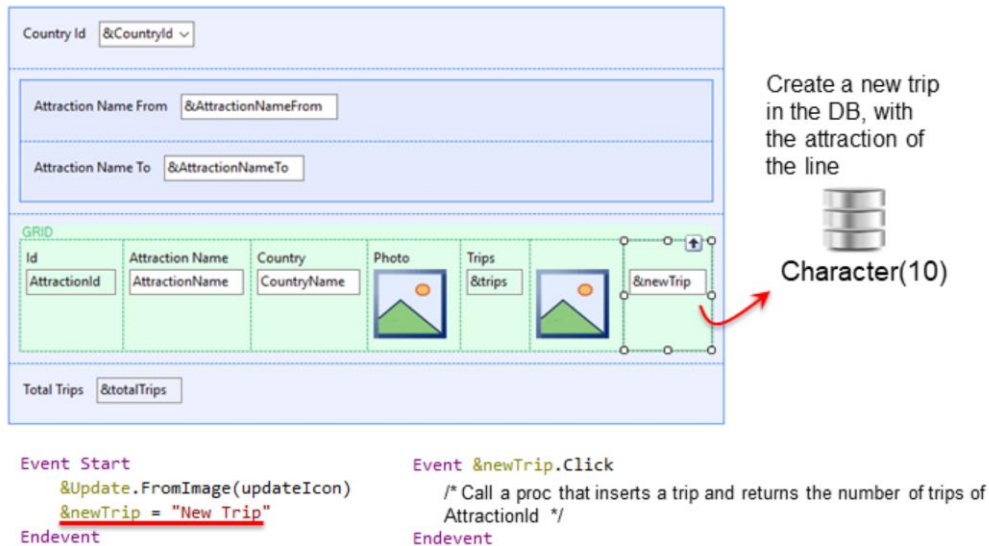 Country Id &CountryId
Attraction Name From &AttractionNameFrom
Attraction Name To &AttractionNameTo
GRID
Id Attraction Name Country Photo Trips
AttractionId AttractionName CountryName &trips &newTrip
Total Trips &totalTrips
Create a new trip
in the DB, with
the attraction of
the line
Character(10)
Event Start
&Update.FromImage(updateIcon)
&newTrip = "New Trip"
Endevent
Event &newTrip.Click
/* Call a proc that inserts a trip and returns the number of trips of
AttractionId */
Endevent